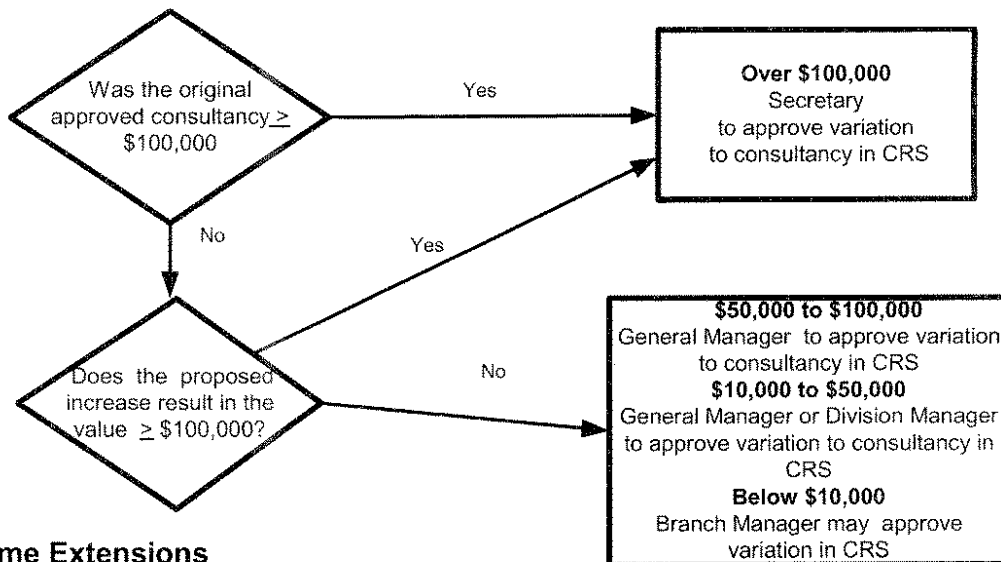 Was the original
approved consultancy ≥
$100,000
Yes
Over $100,000
Secretary
to approve variation
to consultancy in CRS
No
Yes
Does the proposed
increase result in the
value ≥ $100,000?
No
$50,000 to $100,000
General Manager to approve variation
to consultancy in CRS
$10,000 to $50,000
General Manager or Division Manager
to approve variation to consultancy in
CRS
Below $10,000
Branch Manager may approve
variation in CRS
me Extensions